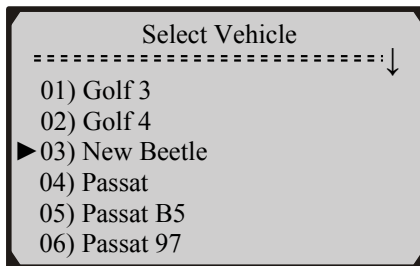 Select Vehicle
01) Golf 3
02) Golf 4
►03) New Beetle
04) Passat
05) Passat B5
06) Passat 97